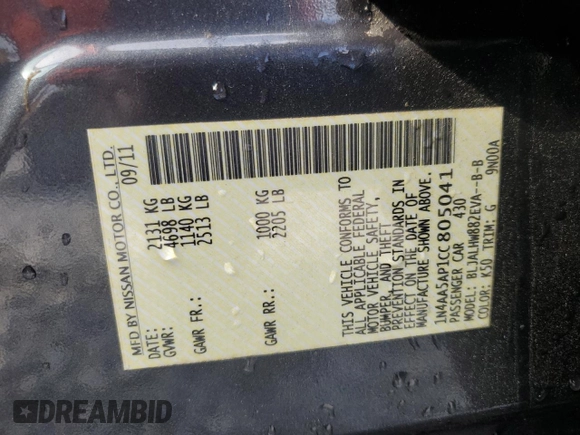 MFD BY NISSAN MOTOR CO., LTD.
DATE: 09/11
GVWR: 2131 KG
4698 LB
GAWR FR.: 1140 KG
2513 LB
GAWR RR.: 1000 KG
2205 LB
THIS VEHICLE CONFORMS TO
ALL APPLICABLE FEDERAL
MOTOR VEHICLE SAFETY,
BUMPER, AND THEFT
PREVENTION STANDARDS IN
EFFECT ON THE DATE OF
MANUFACTURE SHOWN ABOVE.
1N4AA5AP1CC805041
PASSENGER CAR 430
MODEL: BLJALHW882EVA--B-B
COLOR: K50 TRIM: G 9N00A
DREAMBID